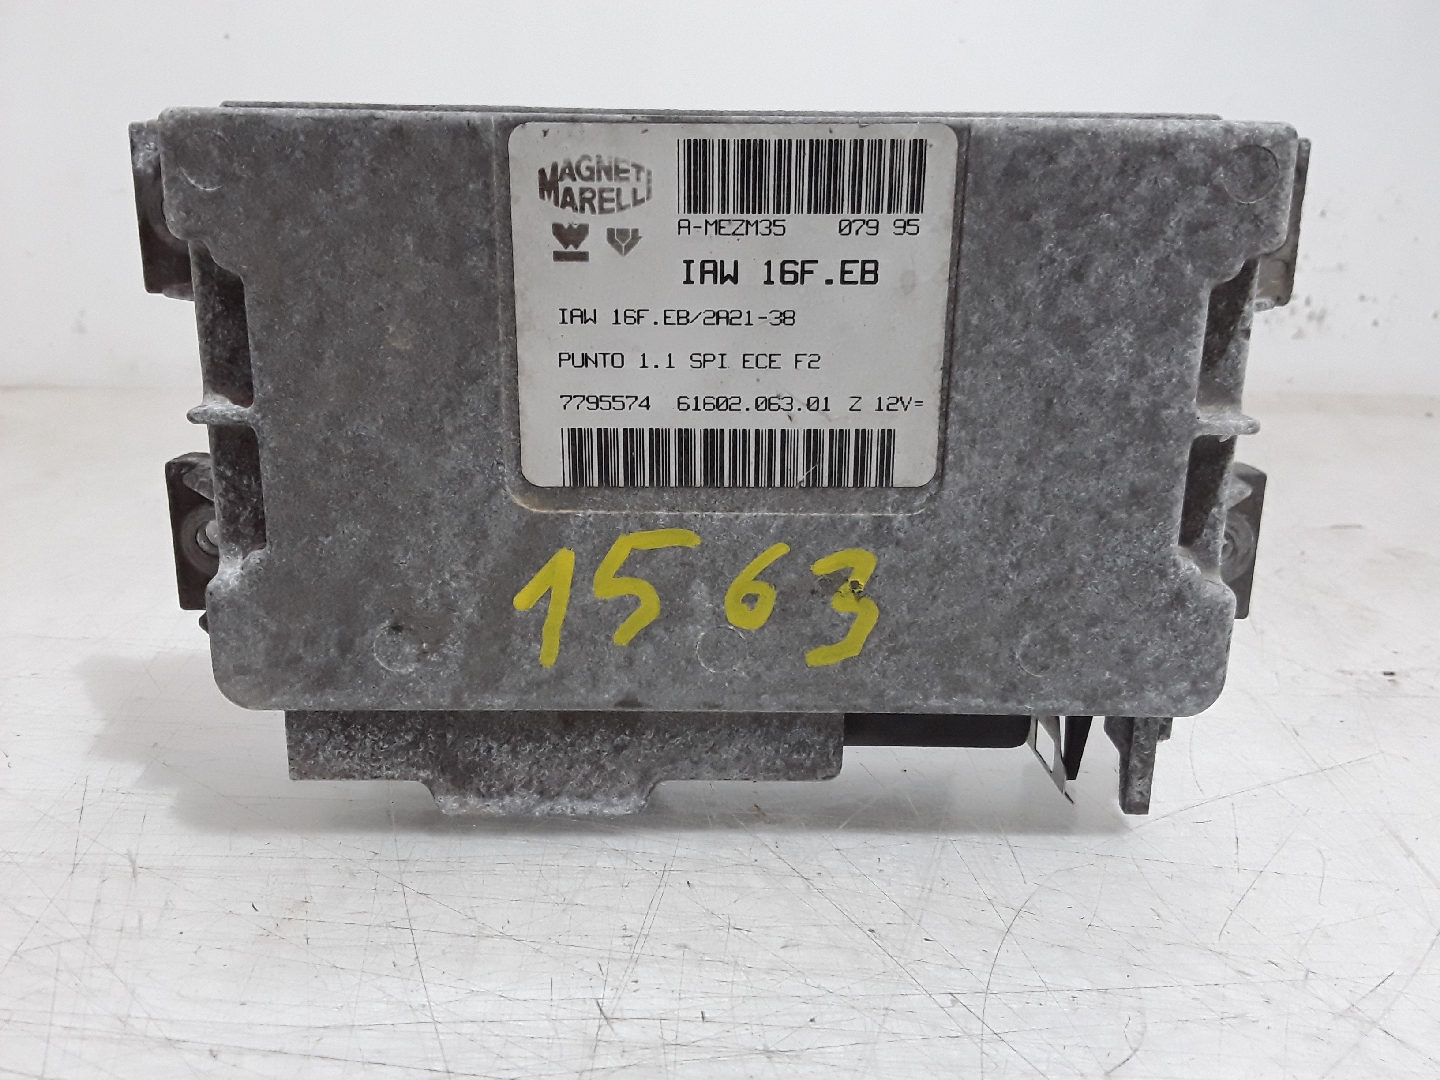 MAGNETI
MARELLI
A-MEZM35 079 95
IAW 16F.EB
IAW 16F.EB/2A21-38
PUNTO 1.1 SPI ECE F2
7795574 61602.063.01 Z 12V=
1563